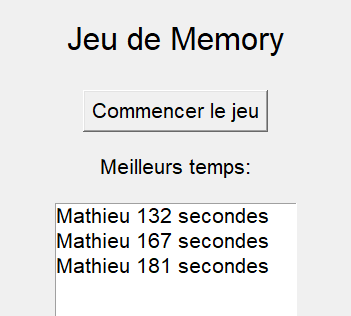 Jeu de Memory
Commencer le jeu
Meilleurs temps:
Mathieu 132 secondes
Mathieu 167 secondes
Mathieu 181 secondes